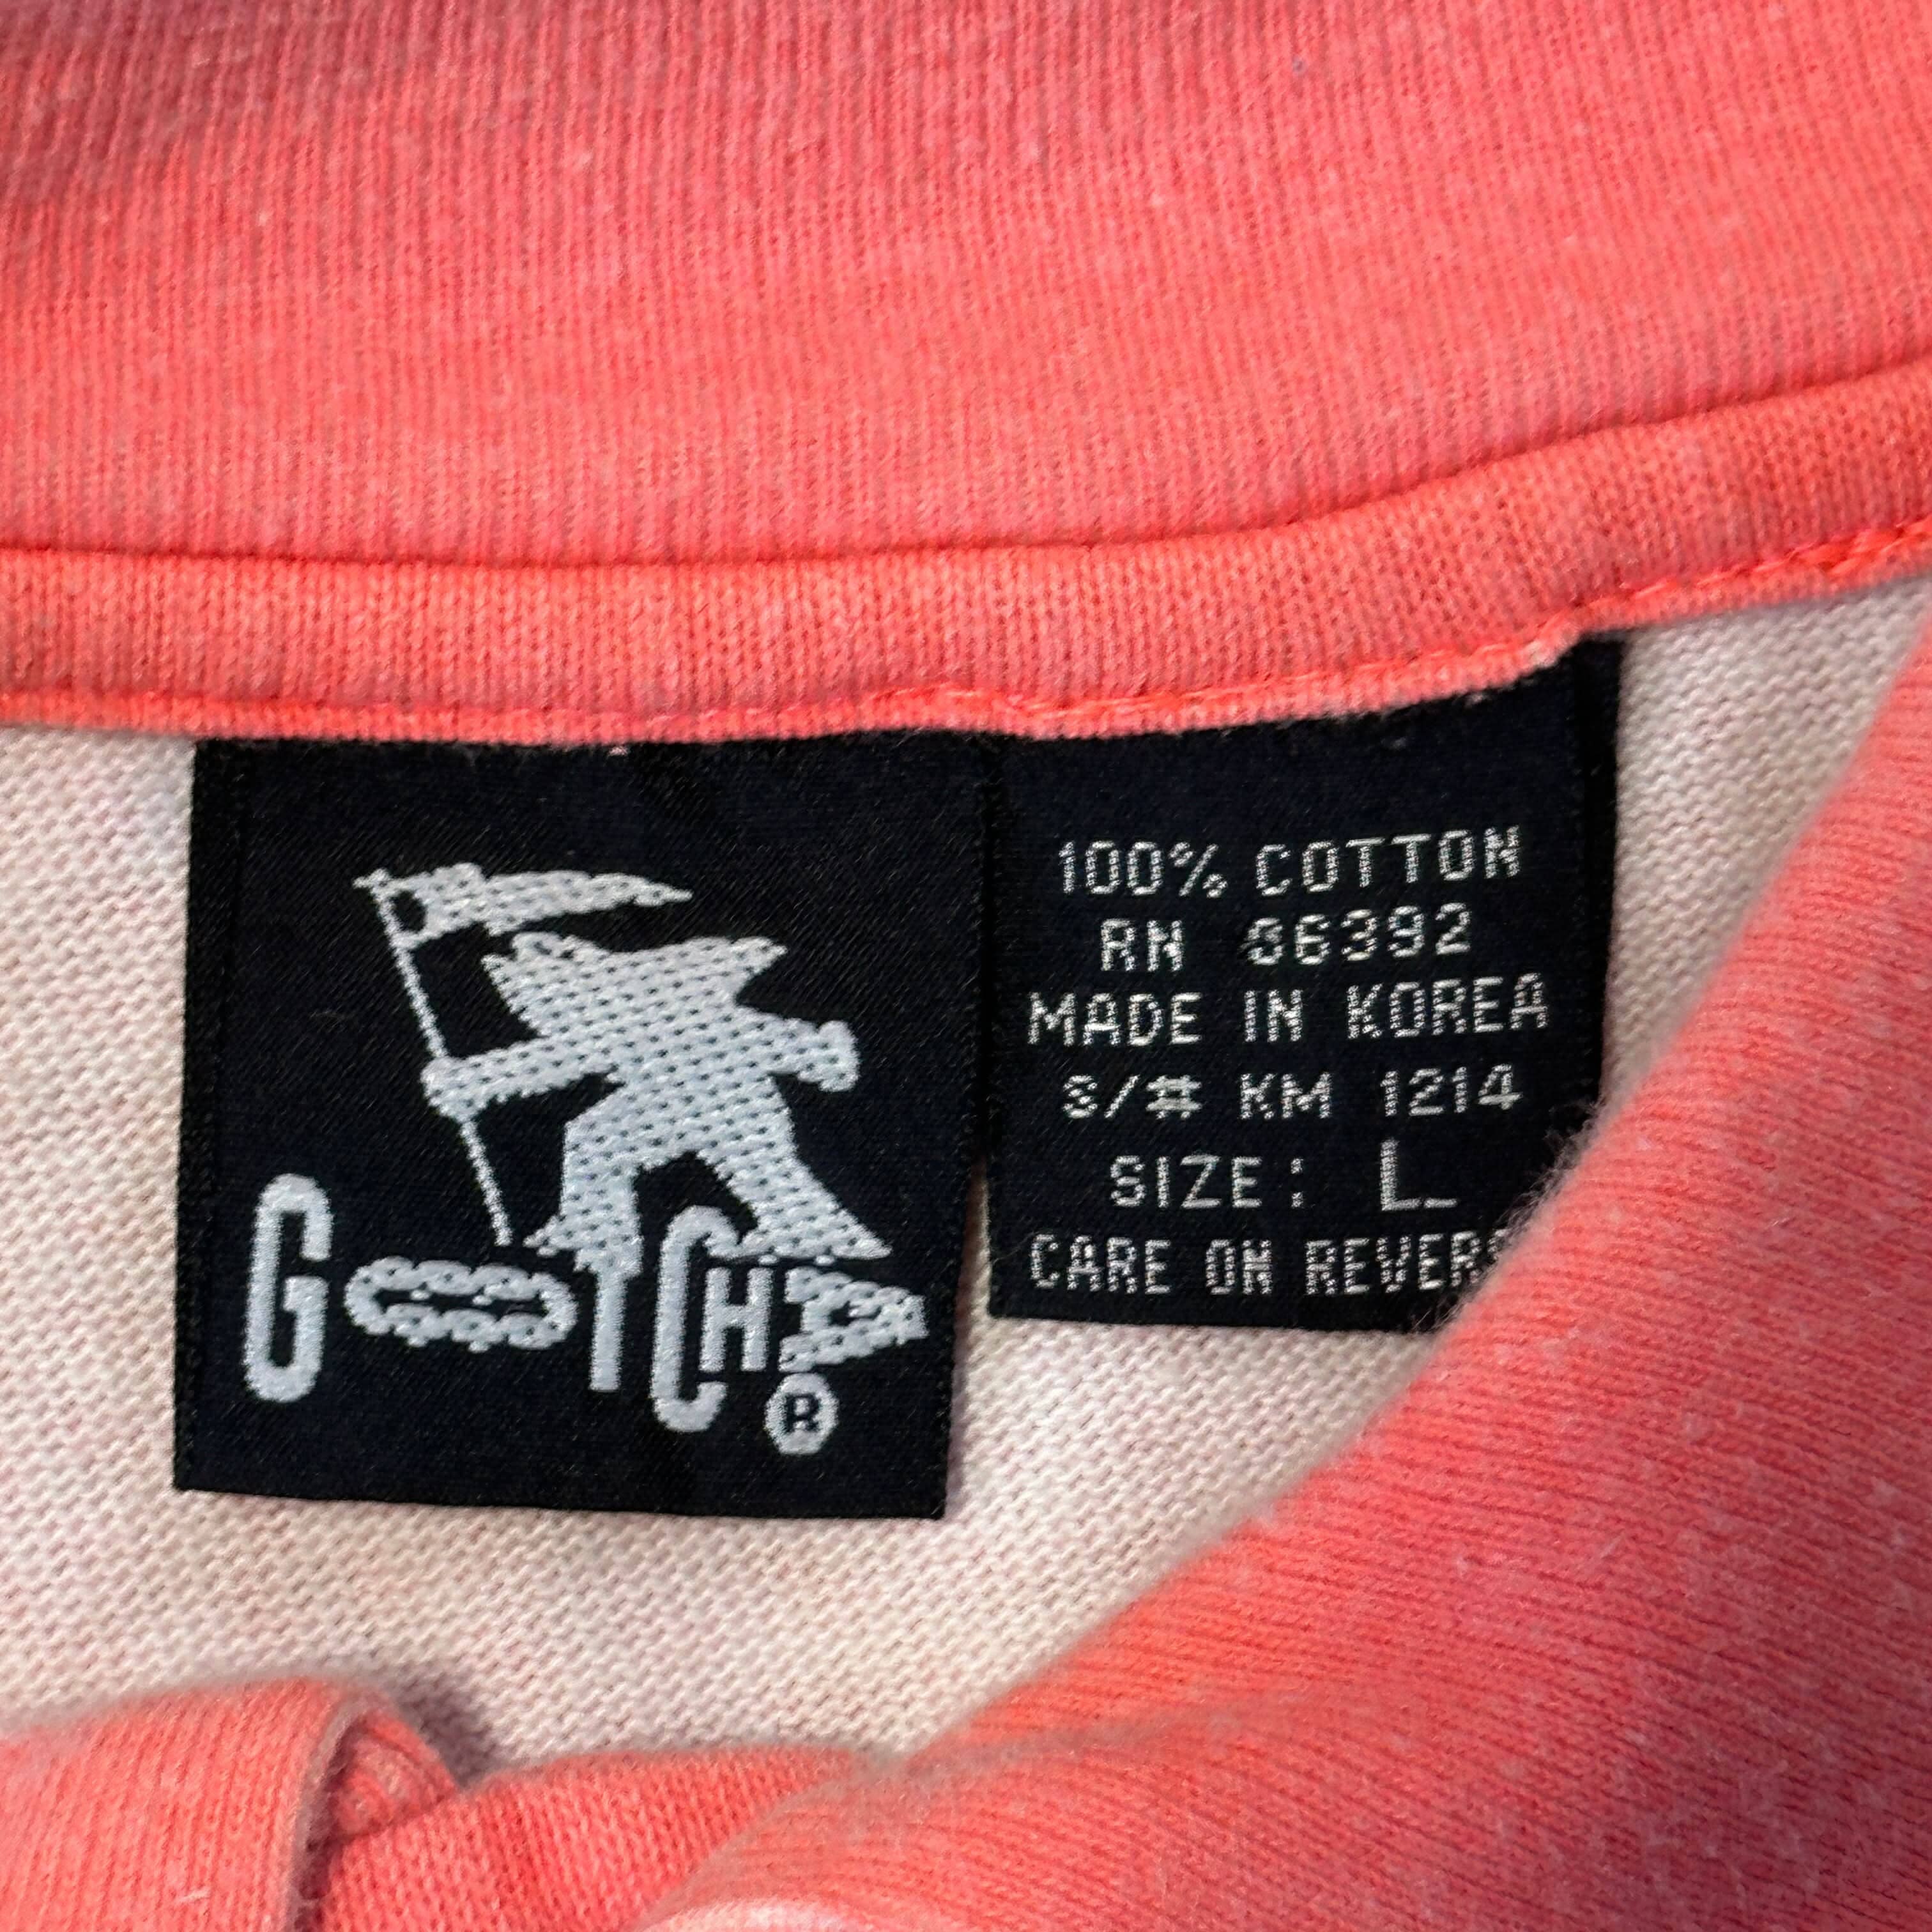 GOTCHA
®
100% COTTON
RN 86392
MADE IN KOREA
S/# KM 1214
SIZE: L
CARE ON REVERS